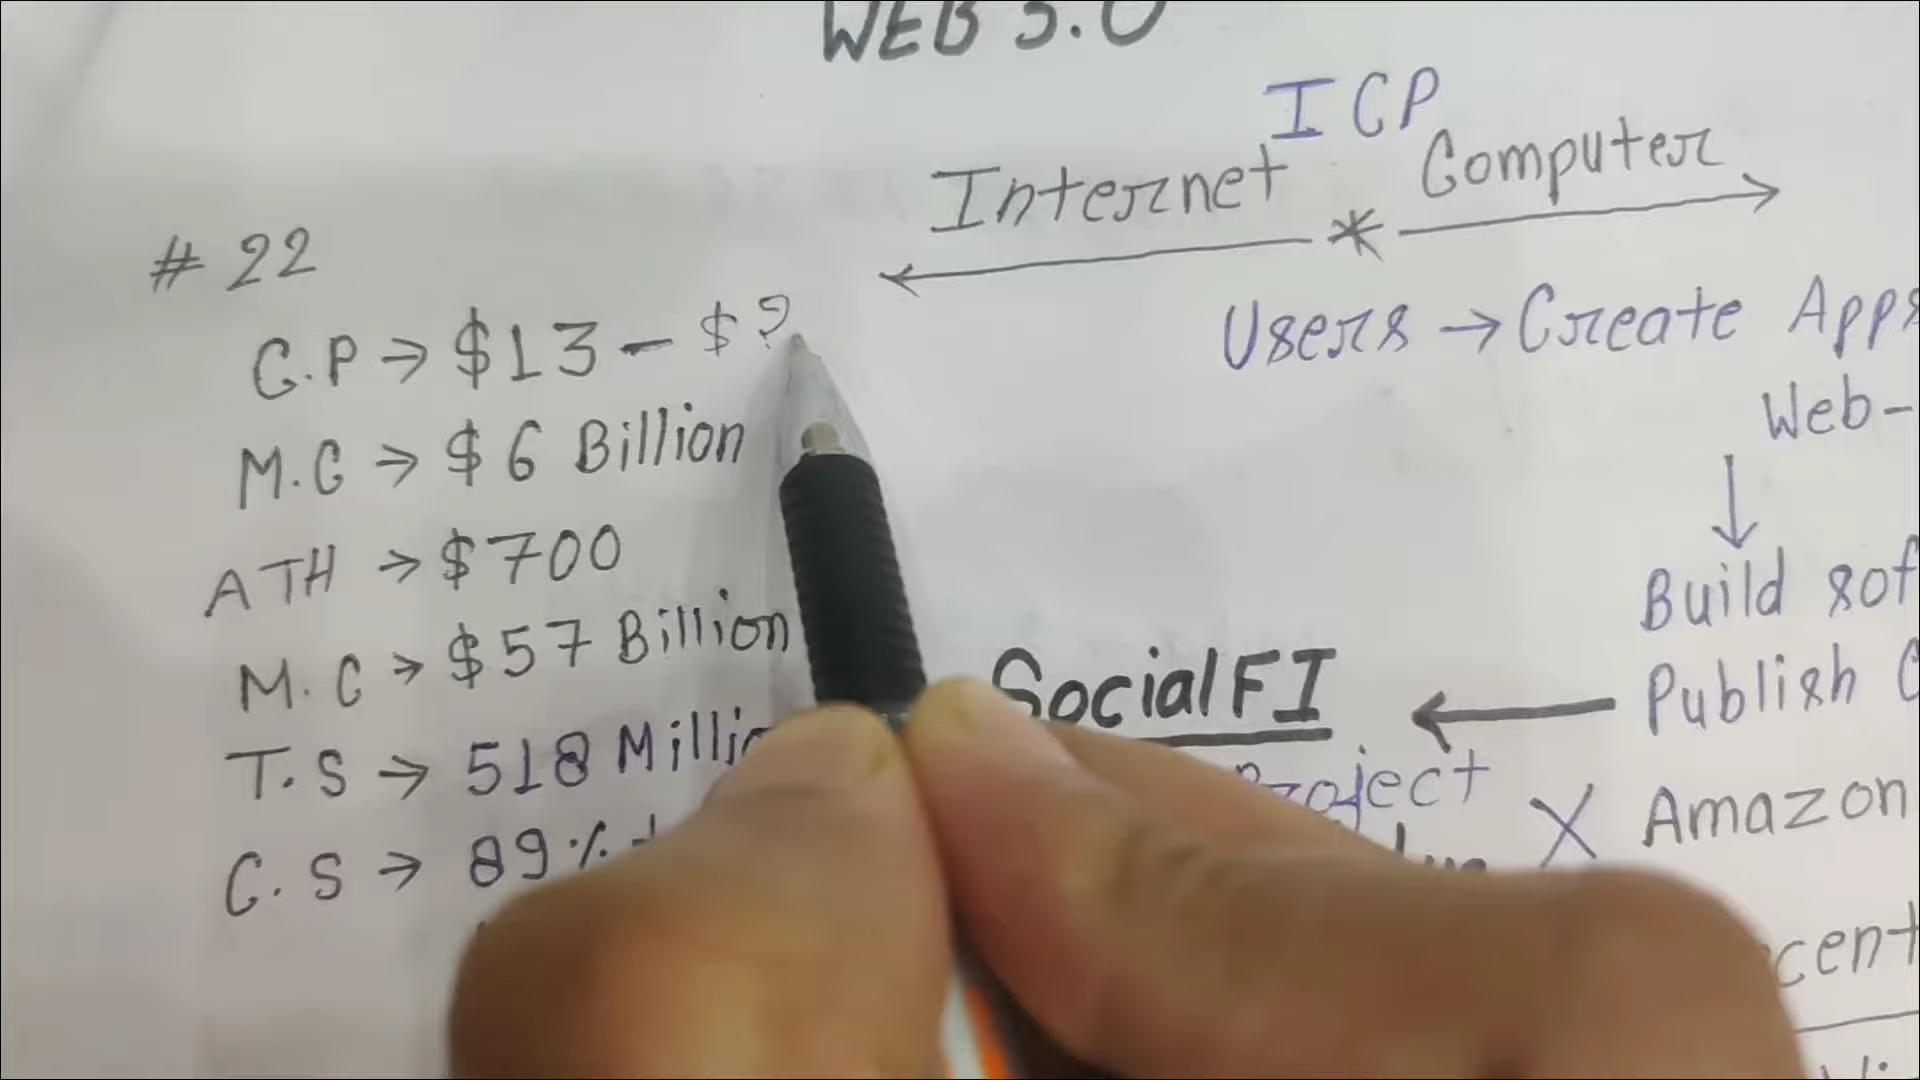 WEB 3.0
ICP
Internet * Computer
# 22
C.P → $13 - $?
M.C → $6 Billion
ATH → $700
M.C → $57 Billion
T.S → 518
C.S → 89%
Users → Create Apps
Web-
↓
Build
Publish
SocialFI ←
Project
X Amazon